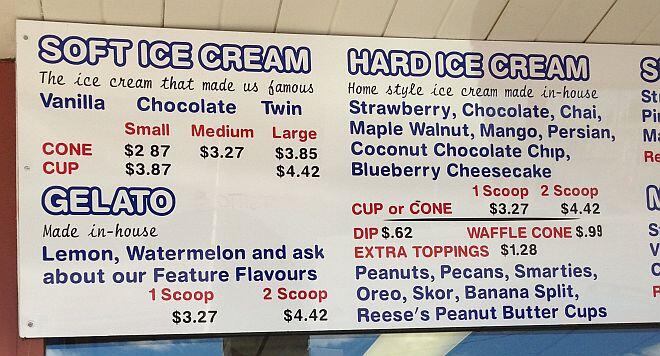 SOFT ICE CREAM
The ice cream that made us famous
Vanilla Chocolate Twin
Small Medium Large
CONE $2 87 $3.27 $3.85
CUP $3.87 $4.42
GELATO
Made in-house
Lemon, Watermelon and ask
about our Feature Flavours
1 Scoop 2 Scoop
$3.27 $4.42
HARD ICE CREAM
Home style ice cream made in-house
Strawberry, Chocolate, Chai,
Maple Walnut, Mango, Persian,
Coconut Chocolate Chip,
Blueberry Cheesecake
1 Scoop 2 Scoop
CUP or CONE $3.27 $4.42
DIP $.62 WAFFLE CONE $.99
EXTRA TOPPINGS $1.28
Peanuts, Pecans, Smarties,
Oreo, Skor, Banana Split,
Reese's Peanut Butter Cups